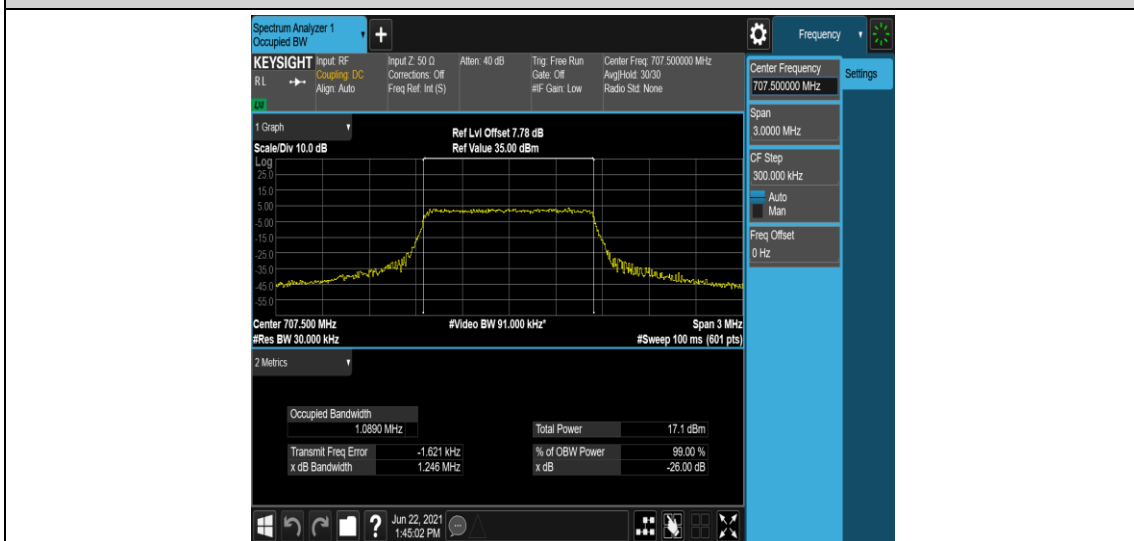 Spectrum Analyzer 1
Occupied BW
Frequency
KEYSIGHT Input: RF Input Z: 50 Ω Atten: 40 dB Trig: Free Run Center Freq: 707.500000 MHz
RL Coupling: DC Corrections: Off Gate: Off Avg|Hold: 30/30
Align: Auto Freq Ref: Int (S) #IF Gain: Low Radio Std: None
Center Frequency
707.500000 MHz
Settings
Span
3.0000 MHz
CF Step
300.000 kHz
Auto
Man
Freq Offset
0 Hz
1 Graph
Ref Lvl Offset 7.78 dB
Scale/Div 10.0 dB Ref Value 35.00 dBm
Log
25.0
15.0
5.00
-5.00
-15.0
-25.0
-35.0
-45.0
-55.0
Center 707.500 MHz #Video BW 91.000 kHz* Span 3 MHz
#Res BW 30.000 kHz #Sweep 100 ms (601 pts)
2 Metrics
Occupied Bandwidth
1.0890 MHz Total Power 17.1 dBm
Transmit Freq Error -1.621 kHz % of OBW Power 99.00 %
x dB Bandwidth 1.246 MHz x dB -26.00 dB
? Jun 22, 2021
1:45:02 PM